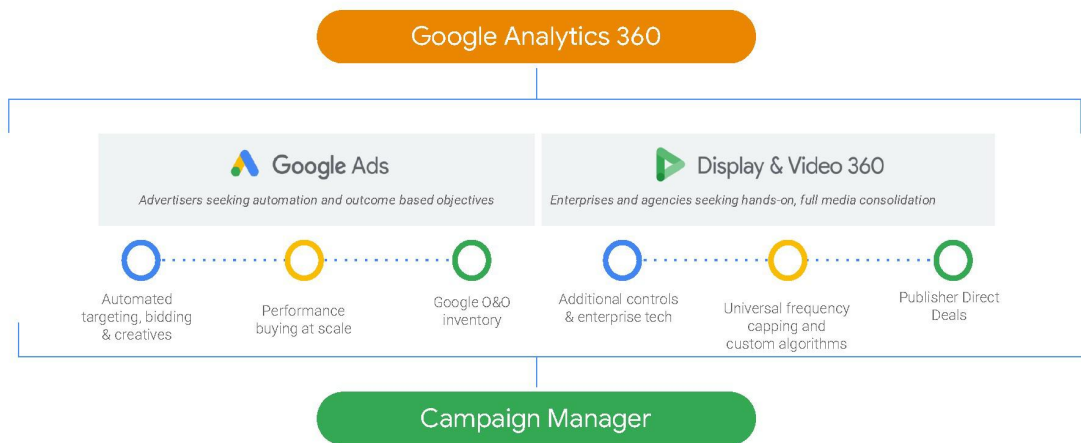 Google Analytics 360
Google Ads
Advertisers seeking automation and outcome based objectives
Display & Video 360
Enterprises and agencies seeking hands-on, full media consolidation
Automated
targeting, bidding
& creatives
Performance
buying at scale
Google O&O
inventory
Additional controls
& enterprise tech
Universal frequency
capping and
custom algorithms
Publisher Direct
Deals
Campaign Manager